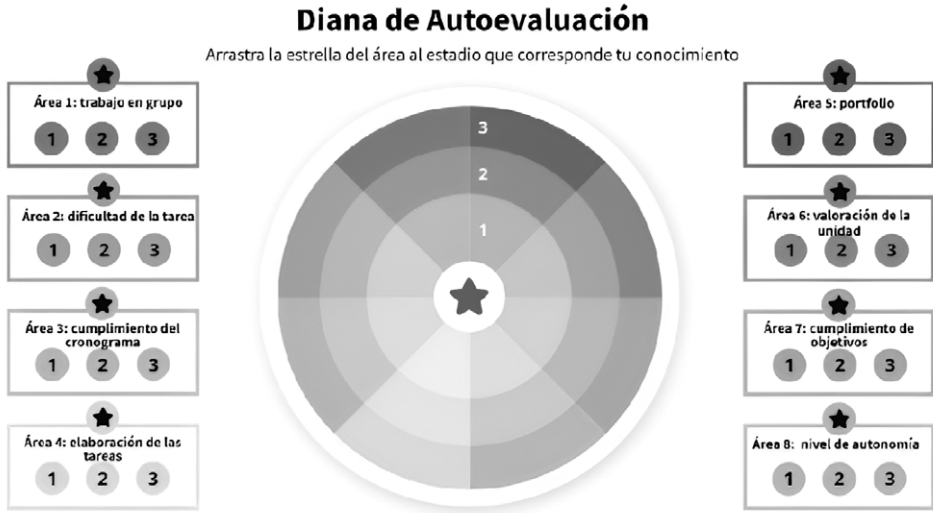 Diana de Autoevaluación
Arrastra la estrella del área al estadio que corresponde tu conocimiento
Área 1: trabajo en grupo
1 2 3
Área 2: dificultad de la tarea
1 2 3
Área 3: cumplimiento del
cronograma
1 2 3
Área 4: elaboración de las
tareas
1 2 3
3
2
1
Área 5: portfolio
1 2 3
Área 6: valoración de la
unidad
1 2 3
Área 7: cumplimiento de
objetivos
1 2 3
Área 8: nivel de autonomía
1 2 3